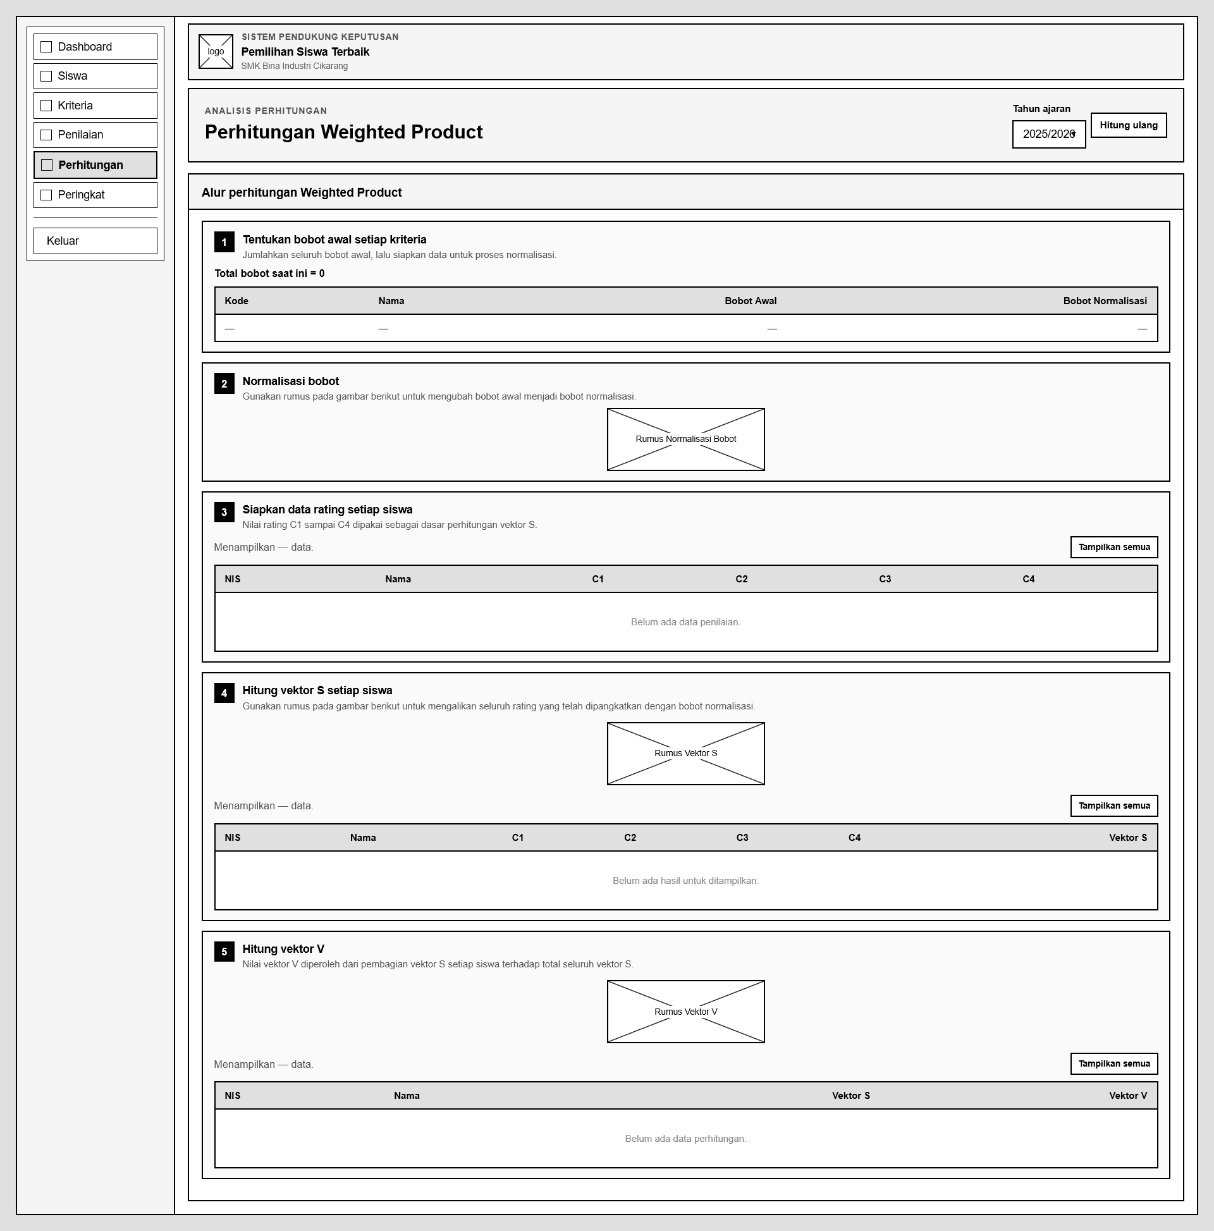 Dashboard
Siswa
Kriteria
Penilaian
Perhitungan
Peringkat
Keluar
logo
SISTEM PENDUKUNG KEPUTUSAN
Pemilihan Siswa Terbaik
SMK Bina Industri Cikarang
ANALISIS PERHITUNGAN
Perhitungan Weighted Product
Tahun ajaran
2025/2026
Hitung ulang
Alur perhitungan Weighted Product
1 Tentukan bobot awal setiap kriteria
Jumlahkan seluruh bobot awal, lalu siapkan data untuk proses normalisasi.
Total bobot saat ini = 0
Kode Nama Bobot Awal Bobot Normalisasi
— — — —
2 Normalisasi bobot
Gunakan rumus pada gambar berikut untuk mengubah bobot awal menjadi bobot normalisasi.
Rumus Normalisasi Bobot
3 Siapkan data rating setiap siswa
Nilai rating C1 sampai C4 dipakai sebagai dasar perhitungan vektor S.
Menampilkan — data.
Tampilkan semua
NIS Nama C1 C2 C3 C4
Belum ada data penilaian.
4 Hitung vektor S setiap siswa
Gunakan rumus pada gambar berikut untuk mengalikan seluruh rating yang telah dipangkatkan dengan bobot normalisasi.
Rumus Vektor S
Menampilkan — data.
Tampilkan semua
NIS Nama C1 C2 C3 C4 Vektor S
Belum ada hasil untuk ditampilkan.
5 Hitung vektor V
Nilai vektor V diperoleh dari pembagian vektor S setiap siswa terhadap total seluruh vektor S.
Rumus Vektor V
Menampilkan — data.
Tampilkan semua
NIS Nama Vektor S Vektor V
Belum ada data perhitungan.